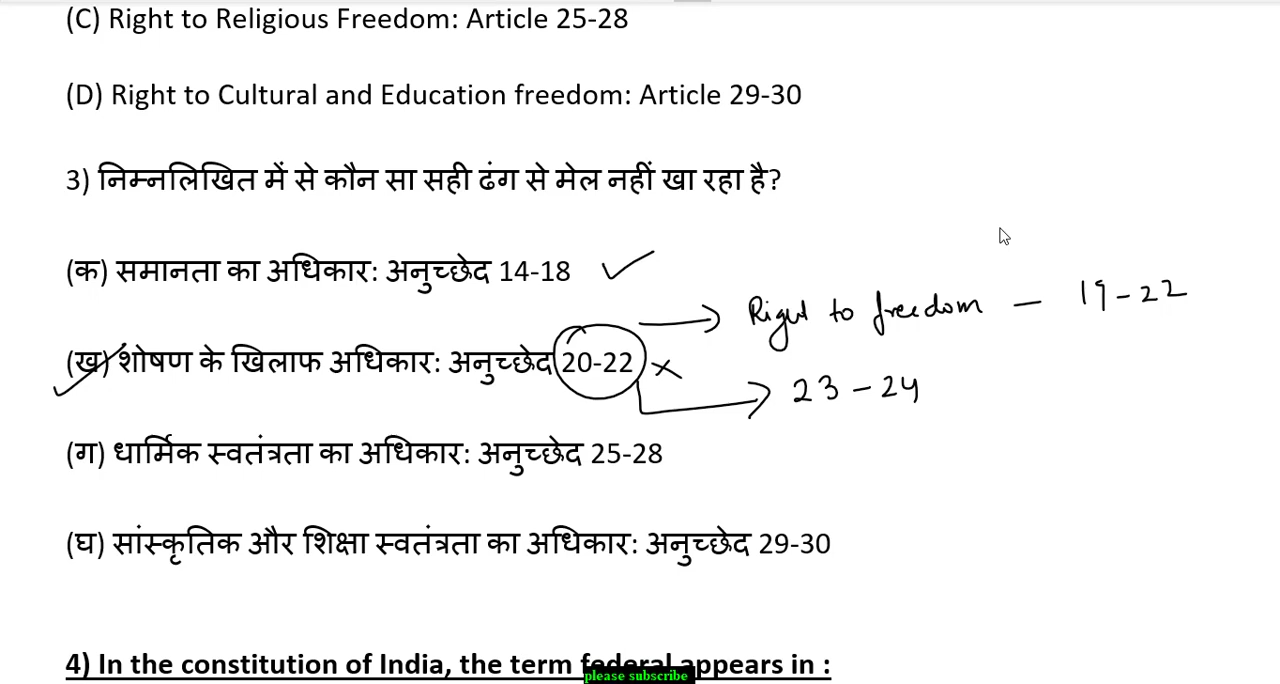 (C) Right to Religious Freedom: Article 25-28
(D) Right to Cultural and Education freedom: Article 29-30
3) निम्नलिखित में से कौन सा सही ढंग से मेल नहीं खा रहा है?
(क) समानता का अधिकार: अनुच्छेद 14-18
Right to freedom - 19-22
(ख) शोषण के खिलाफ अधिकार: अनुच्छेद 20-22
23-24
(ग) धार्मिक स्वतंत्रता का अधिकार: अनुच्छेद 25-28
(घ) सांस्कृतिक और शिक्षा स्वतंत्रता का अधिकार: अनुच्छेद 29-30
4) In the constitution of India, the term federal appears in :
please subscribe